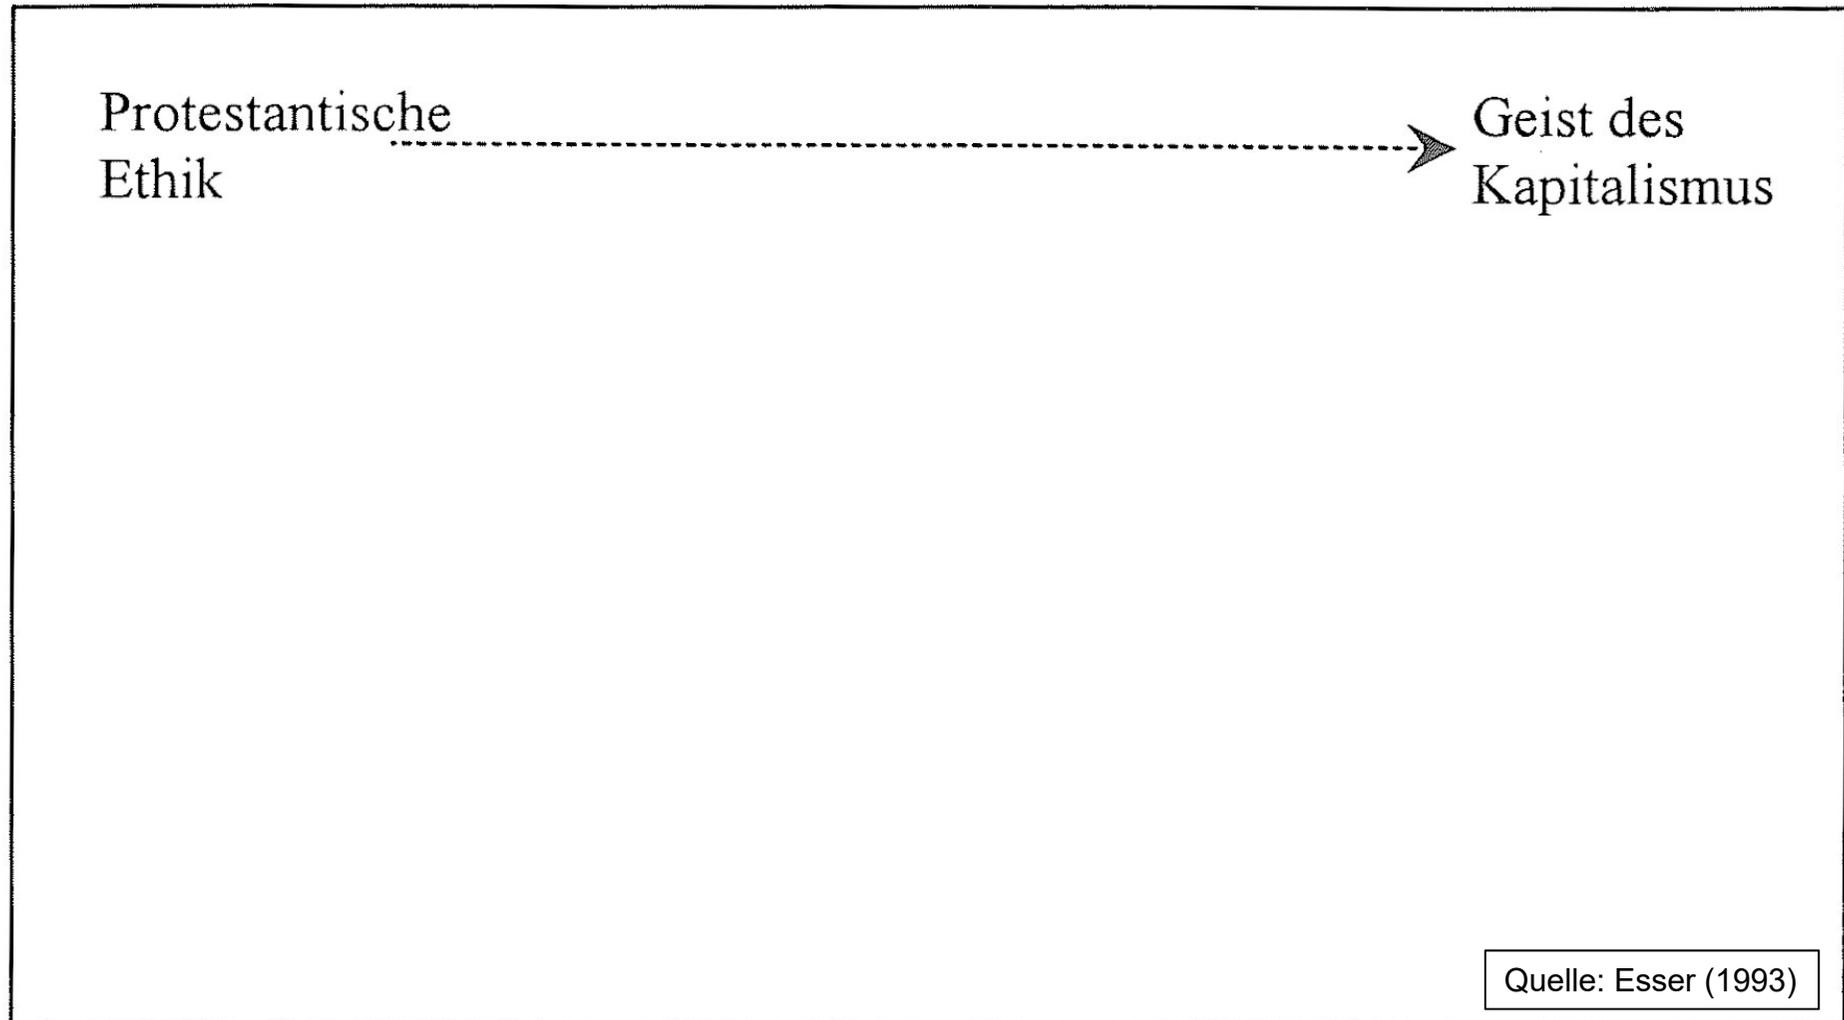 Protestantische
Ethik
Geist des
Kapitalismus
Quelle: Esser (1993)